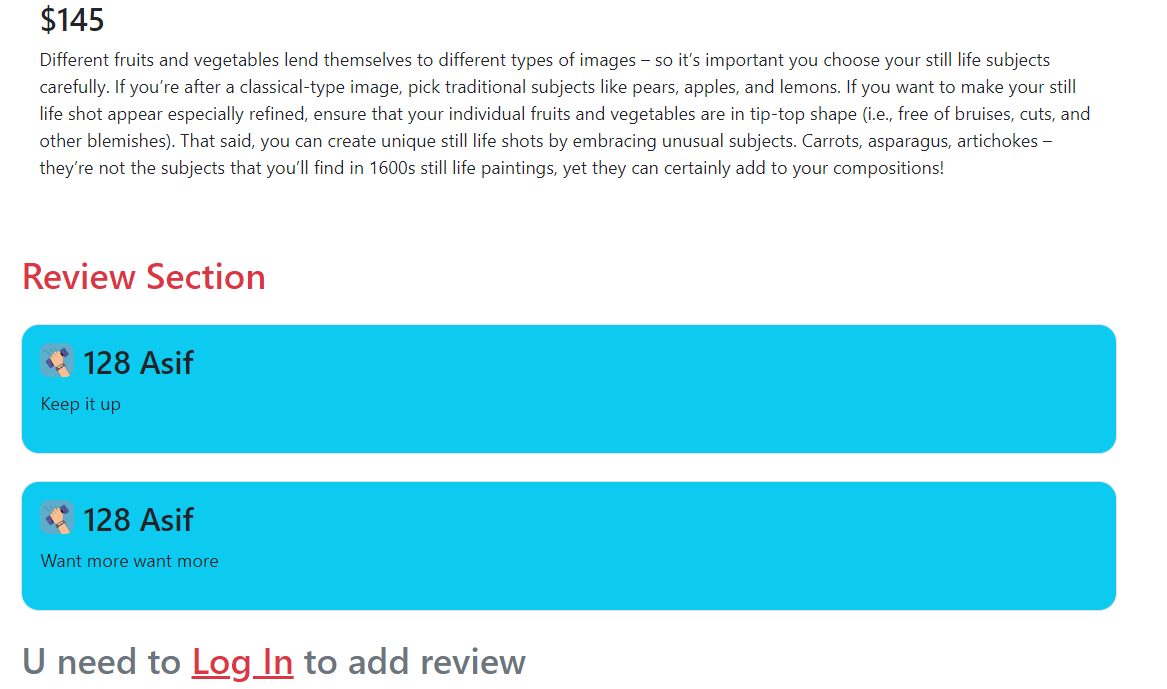 $145
Different fruits and vegetables lend themselves to different types of images – so it’s important you choose your still life subjects
carefully. If you’re after a classical-type image, pick traditional subjects like pears, apples, and lemons. If you want to make your still
life shot appear especially refined, ensure that your individual fruits and vegetables are in tip-top shape (i.e., free of bruises, cuts, and
other blemishes). That said, you can create unique still life shots by embracing unusual subjects. Carrots, asparagus, artichokes –
they’re not the subjects that you’ll find in 1600s still life paintings, yet they can certainly add to your compositions!
Review Section
128 Asif
Keep it up
128 Asif
Want more want more
U need to Log In to add review